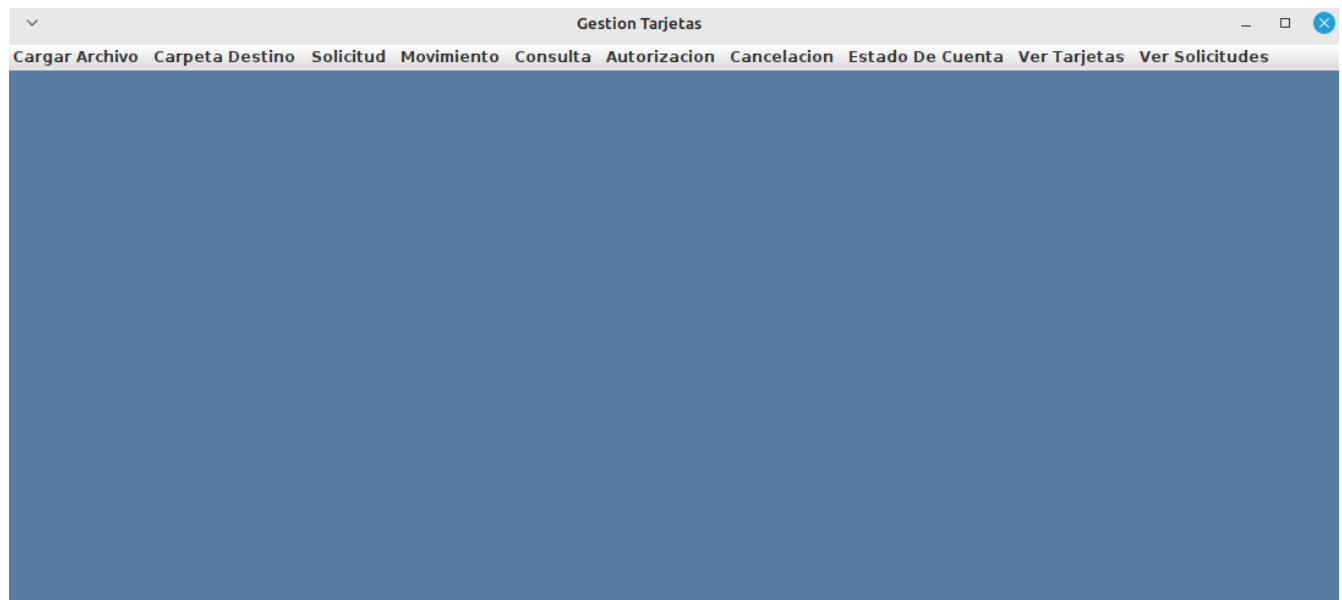 Gestion Tarjetas
Cargar Archivo Carpeta Destino Solicitud Movimiento Consulta Autorizacion Cancelacion Estado De Cuenta Ver Tarjetas Ver Solicitudes